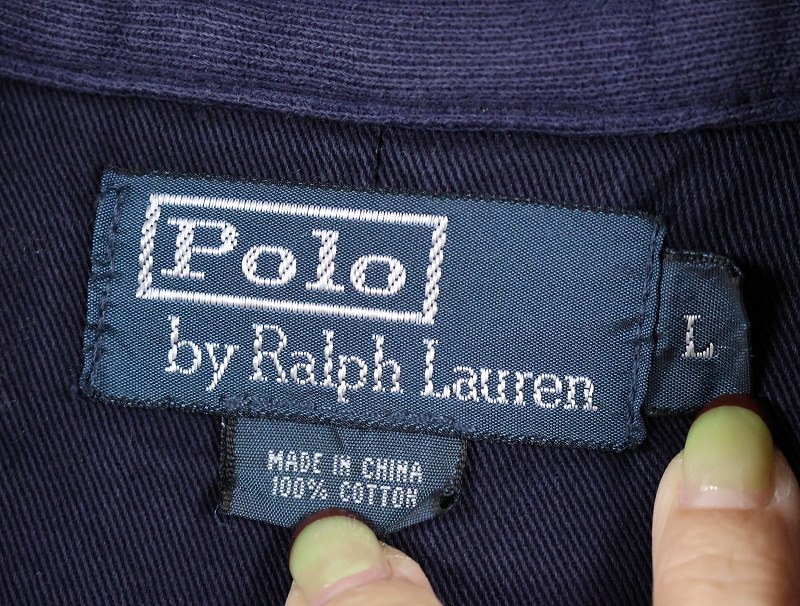 Polo
by Ralph Lauren
L
MADE IN CHINA
100% COTTON